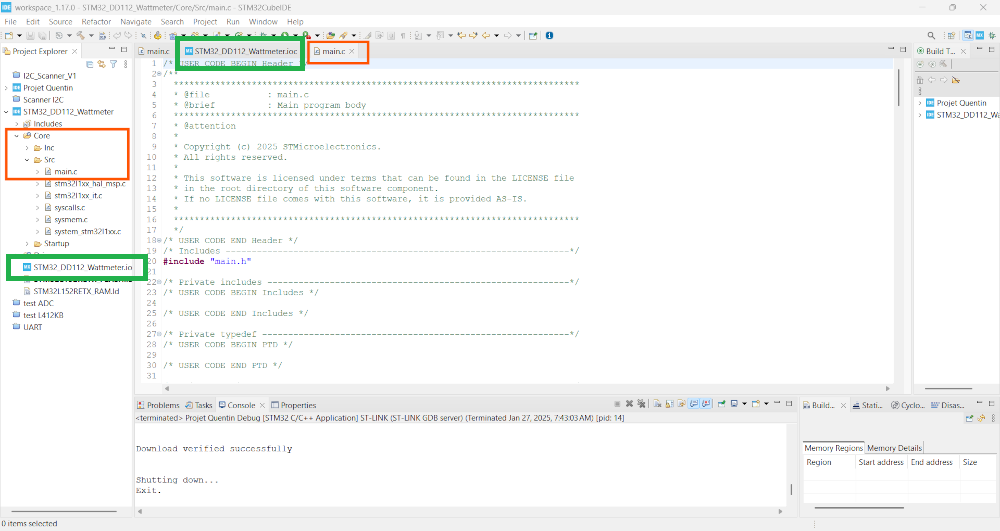 workspace_1.17.0 - STM32_DD112_Wattmeter/Core/Src/main.c - STM32CubeIDE
File Edit Source Refactor Navigate Search Project Run Window Help
Project Explorer
I2C_Scanner_V1
Projet Quentin
Scanner I2C
STM32_DD112_Wattmeter
Includes
Core
Inc
Src
main.c
stm32l1xx_hal_msp.c
stm32l1xx_it.c
syscalls.c
sysmem.c
system_stm32l1xx.c
Startup
STM32_DD112_Wattmeter.io
STM32L152RETX_RAM.ld
test ADC
test L412KB
UART
main.c
STM32_DD112_Wattmeter.ioc
main.c
1 /* USER CODE BEGIN Header
2 /**
3 ******************************************************************************
4 * @file : main.c
5 * @brief : Main program body
6 ******************************************************************************
7 * @attention
8 *
9 * Copyright (c) 2025 STMicroelectronics.
10 * All rights reserved.
11 *
12 * This software is licensed under terms that can be found in the LICENSE file
13 * in the root directory of this software component.
14 * If no LICENSE file comes with this software, it is provided AS-IS.
15 *
16 ******************************************************************************
17 */
18 /* USER CODE END Header */
19 /* Includes ------------------------------------------------------------------*/
20 #include "main.h"
21
22 /* Private includes ----------------------------------------------------------*/
23 /* USER CODE BEGIN Includes */
24
25 /* USER CODE END Includes */
26
27 /* Private typedef -----------------------------------------------------------*/
28 /* USER CODE BEGIN PTD */
29
30 /* USER CODE END PTD */
31
Build T...
Projet Quentin
STM32_DD112_Wa
Problems Tasks Console Properties
<terminated> Projet Quentin Debug [STM32 C/C++ Application] ST-LINK (ST-LINK GDB server) (Terminated Jan 27, 2025, 7:43:03 AM) [pid: 14]
Download verified successfully
Shutting down...
Exit.
Build... Stati... Cyclo... Disas...
Memory Regions Memory Details
Region Start address End address Size
0 items selected